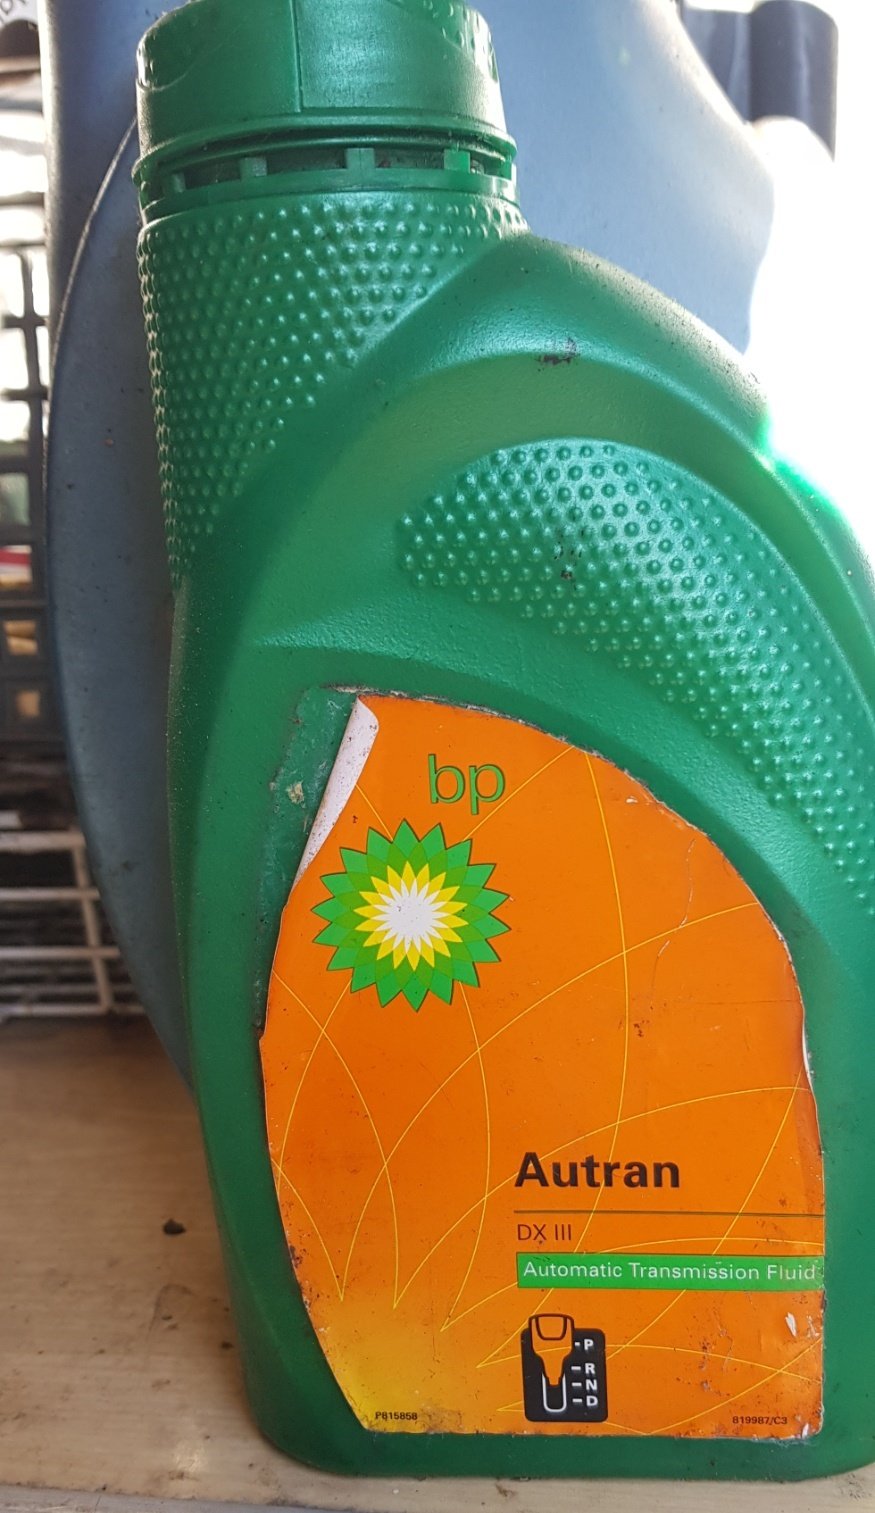 bp
Autran
DX III
Automatic Transmission Fluid
P
R
N
D
P815858
819987/C3